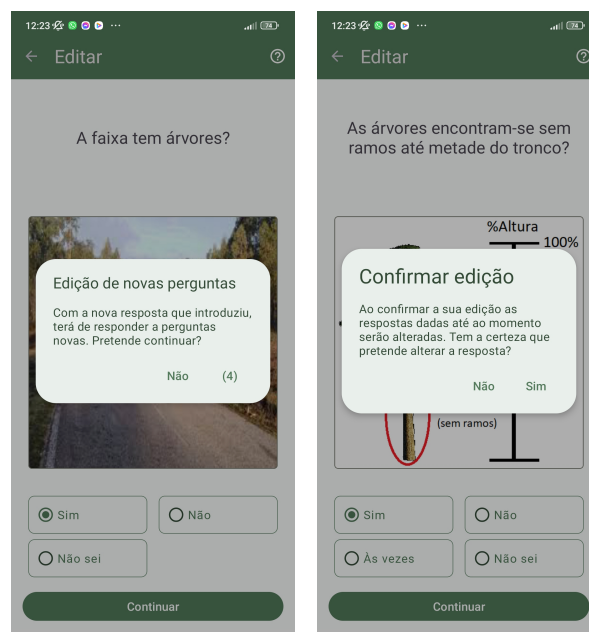 12:23
74
Editar
A faixa tem árvores?
Edição de novas perguntas
Com a nova resposta que introduziu,
terá de responder a perguntas
novas. Pretende continuar?
Não (4)
Sim Não
Não sei
Continuar
12:23
74
Editar
As árvores encontram-se sem
ramos até metade do tronco?
%Altura
100%
Confirmar edição
Ao confirmar a sua edição as
respostas dadas até ao momento
serão alteradas. Tem a certeza que
pretende alterar a resposta?
Não Sim
(sem ramos)
Sim Não
Às vezes Não sei
Continuar